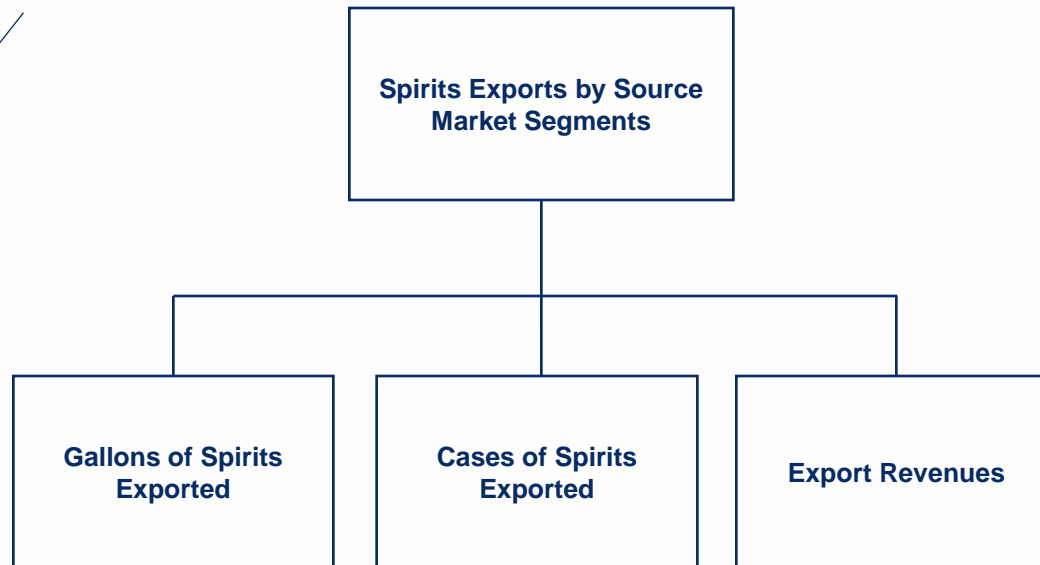 Spirits Exports by Source
Market Segments
Gallons of Spirits
Exported
Cases of Spirits
Exported
Export Revenues